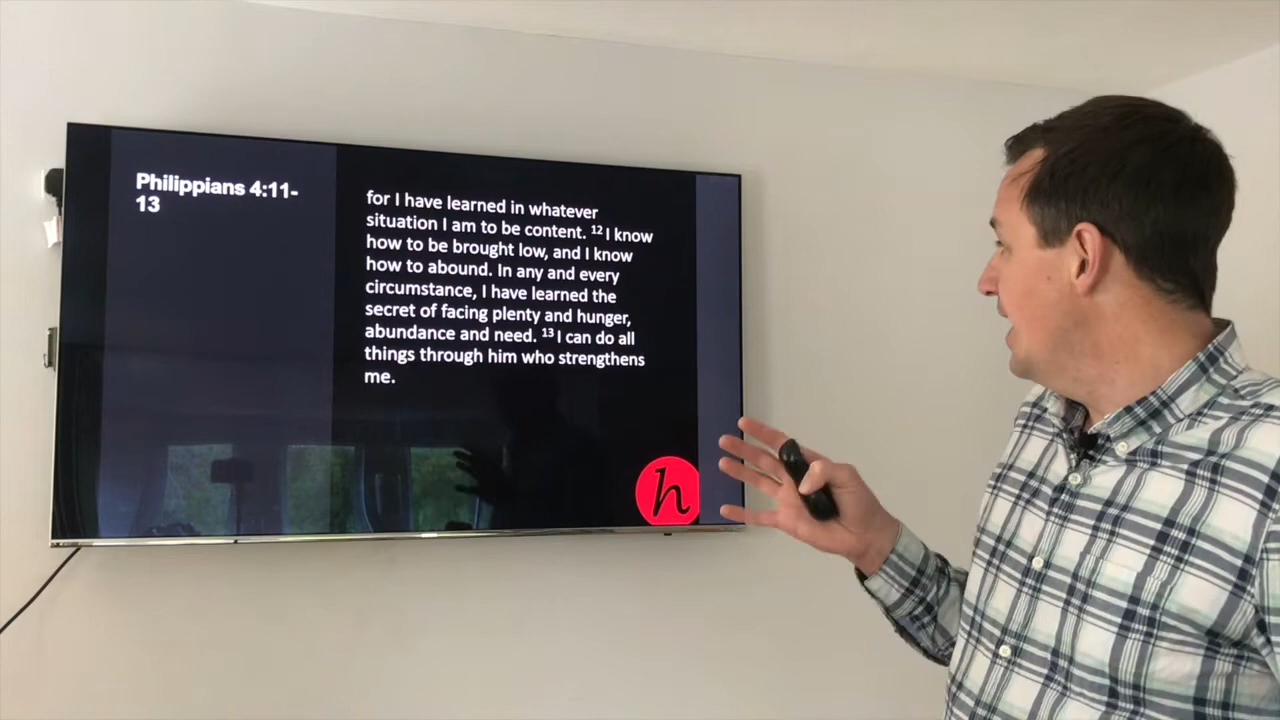 Philippians 4:11-
13
for I have learned in whatever
situation I am to be content. 12 I know
how to be brought low, and I know
how to abound. In any and every
circumstance, I have learned the
secret of facing plenty and hunger,
abundance and need. 13 I can do all
things through him who strengthens
me.
h